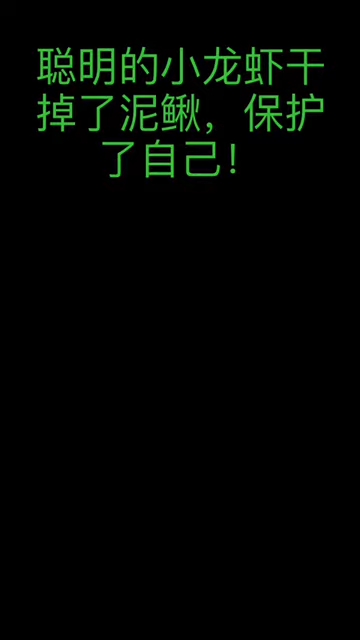 聪明的小龙虾干
掉了泥鳅，保护
了自己！